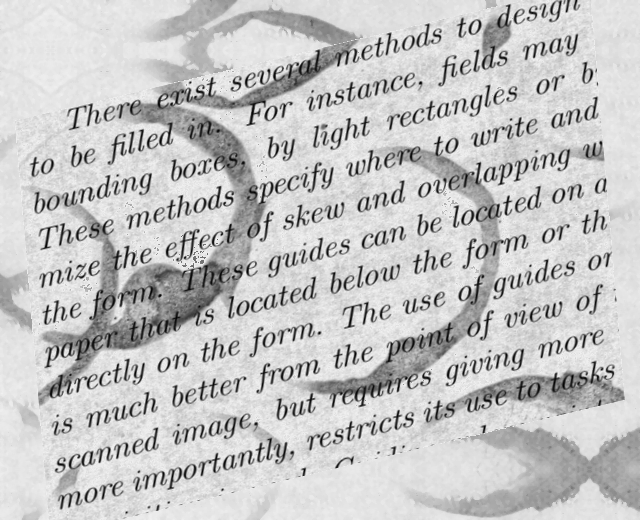 There exist several methods to design
to be filled in. For instance, fields may
bounding boxes, by light rectangles or
These methods specify where to write and
mize the effect of skew and overlapping
the form. These guides can be located on a
paper that is located below the form or
directly on the form. The use of guides or
is much better from the point of view of
scanned image, but requires giving more
more importantly, restricts its use to tasks